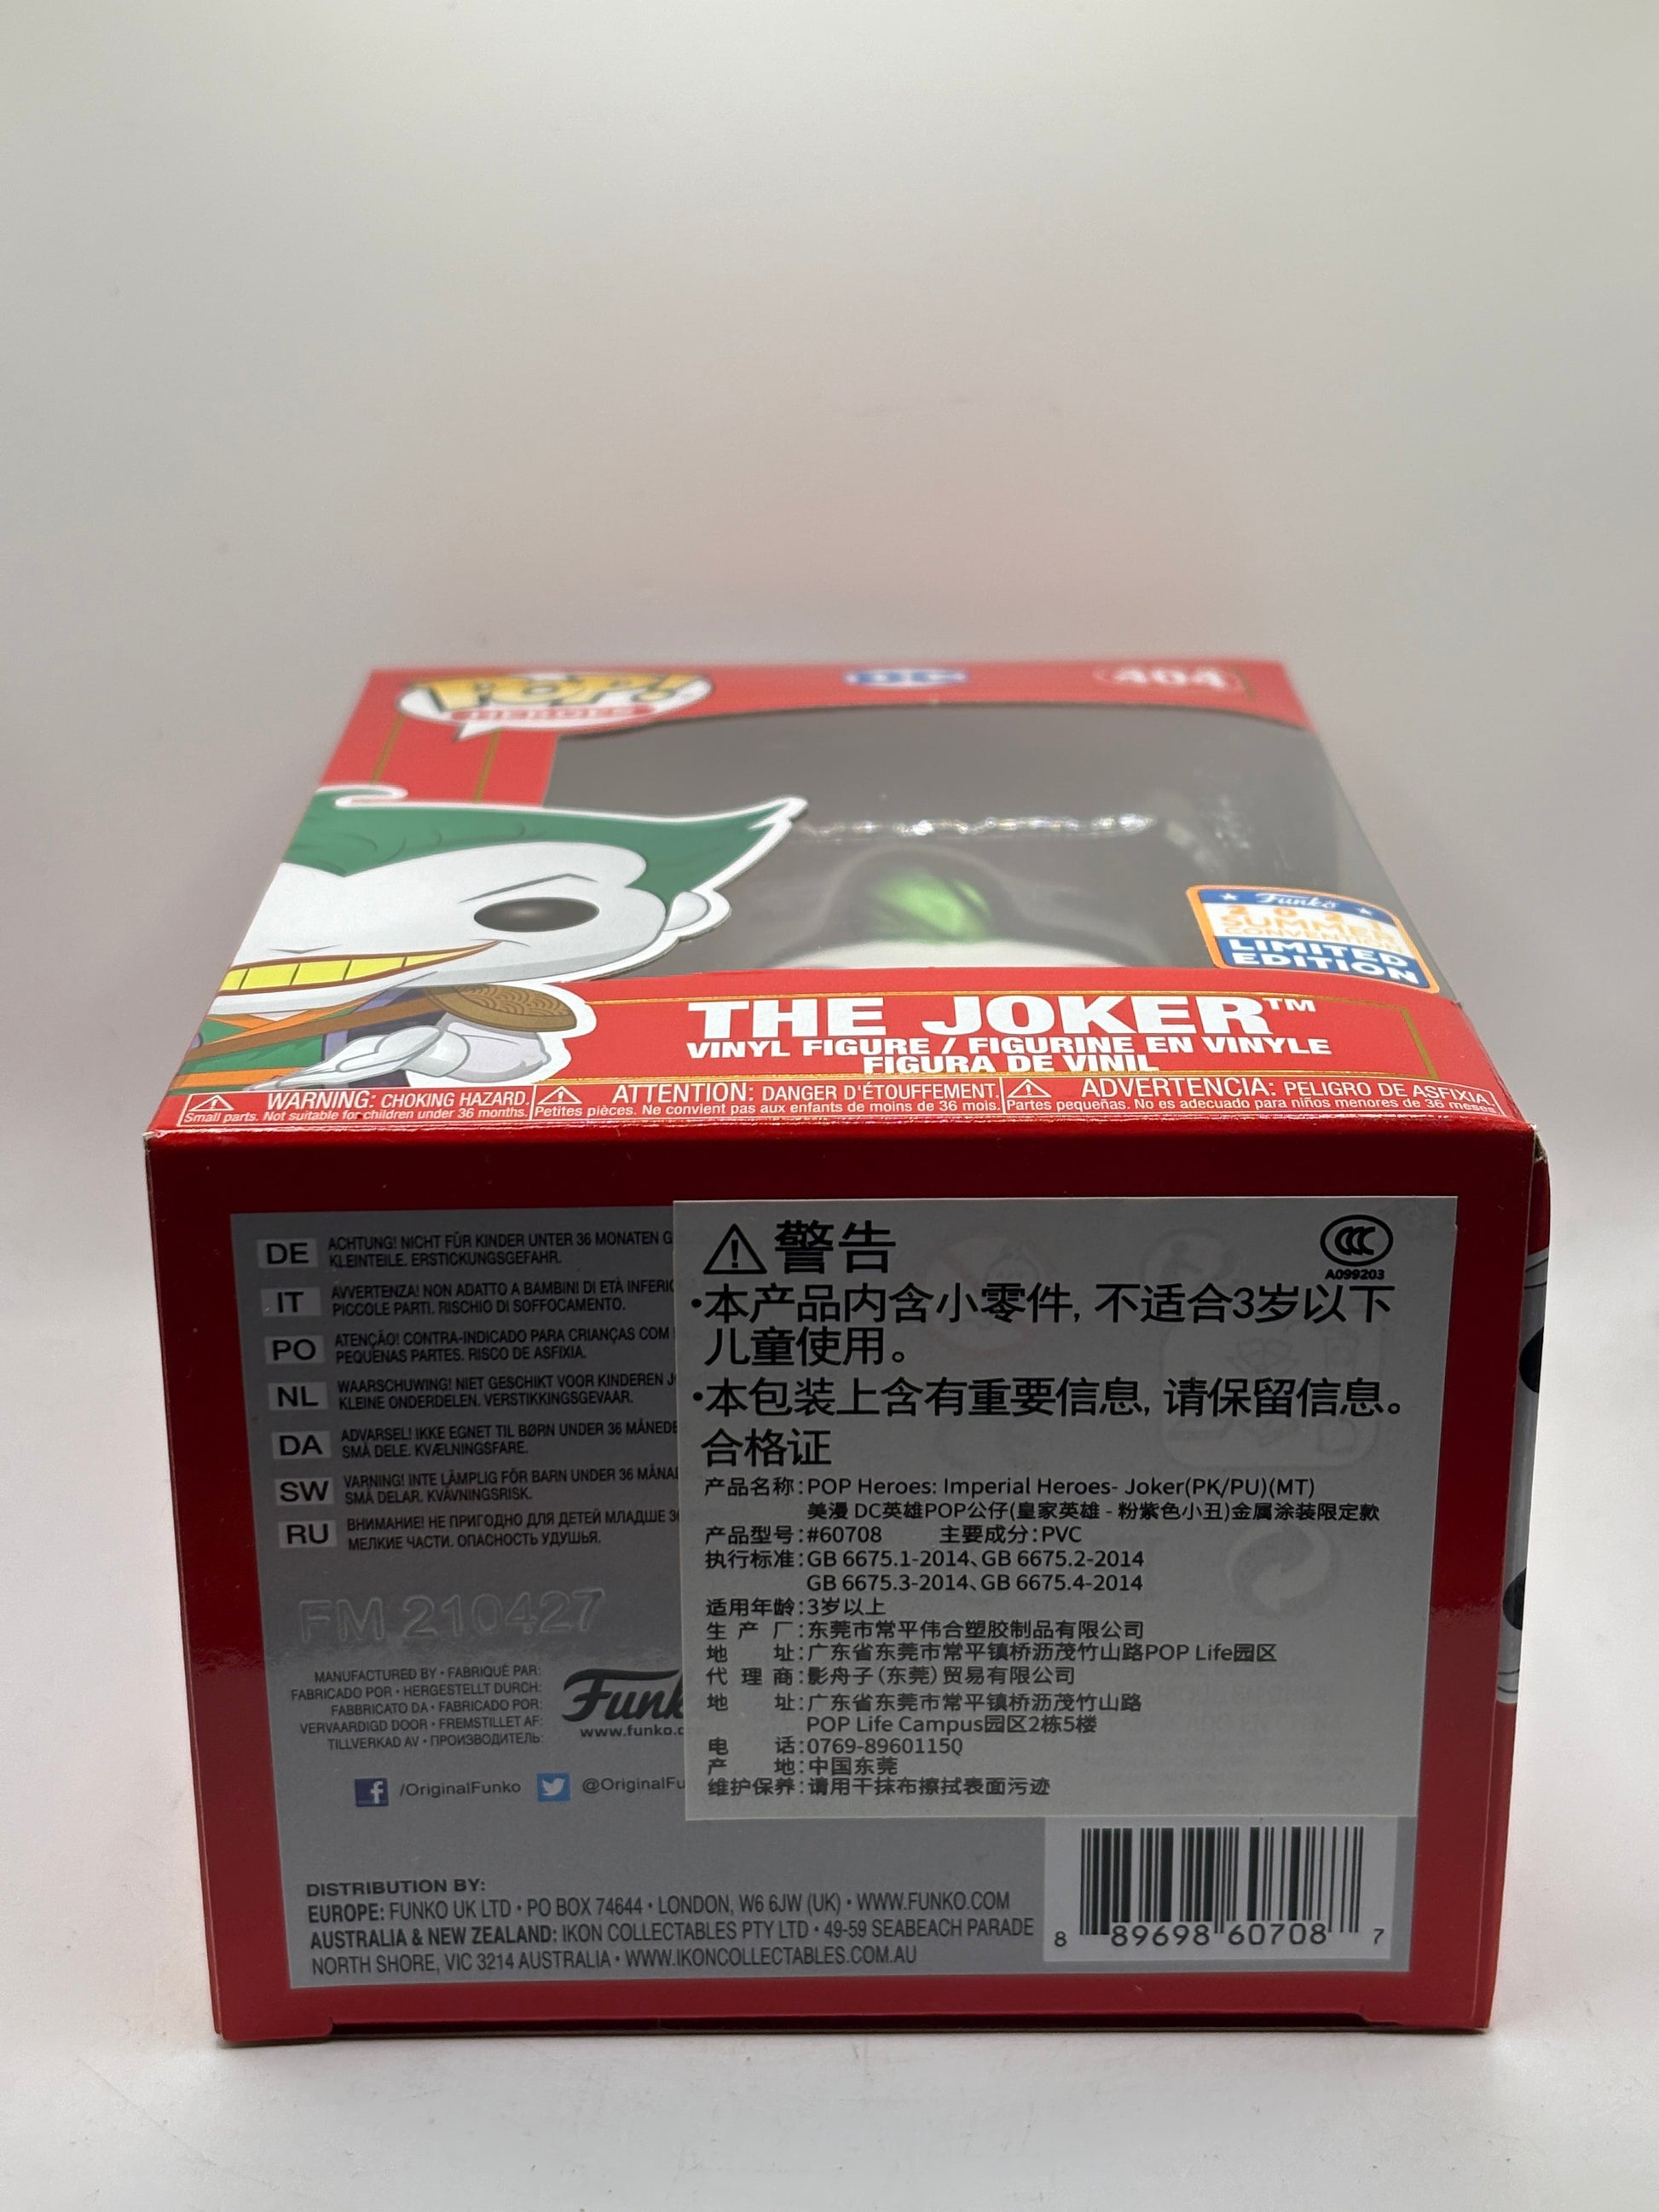 POP!
HEROES
DC
404
Funko
SUMMER
CONVENTION
LIMITED
EDITION
THE JOKER™
VINYL FIGURE / FIGURINE EN VINYLE
FIGURA DE VINIL
WARNING: CHOKING HAZARD.
Small parts. Not suitable for children under 36 months.
ATTENTION: DANGER D'ÉTOUFFEMENT.
Petites pièces. Ne convient pas aux enfants de moins de 36 mois.
ADVERTENCIA: PELIGRO DE ASFIXIA.
Partes pequeñas. No es adecuado para niños menores de 36 meses
DE ACHTUNG! NICHT FÜR KINDER UNTER 36 MONATEN G
KLEINTEILE. ERSTICKUNGSGEFAHR.
IT AVVERTENZA! NON ADATTO A BAMBINI DI ETÀ INFERIO
PICCOLE PARTI. RISCHIO DI SOFFOCAMENTO.
PO ATENÇÃO! CONTRA-INDICADO PARA CRIANÇAS COM
PEQUENAS PARTES. RISCO DE ASFIXIA.
NL WAARSCHUWING! NIET GESCHIKT VOOR KINDEREN J
KLEINE ONDERDELEN. VERSTIKKINGSGEVAAR.
DA ADVARSEL! IKKE EGNET TIL BØRN UNDER 36 MÅNEDE
SMÅ DELE. KVÆLNINGSFARE.
SW VARNING! INTE LÄMPLIG FÖR BARN UNDER 36 MÅNA
SMÅ DELAR. KVÄVNINGSRISK.
RU ВНИМАНИЕ! НЕ ПРИГОДНО ДЛЯ ДЕТЕЙ МЛАДШЕ 3
МЕЛКИЕ ЧАСТИ. ОПАСНОСТЬ УДУШЬЯ.
FM 210427
MANUFACTURED BY • FABRIQUÉ PAR:
FABRICADO POR • HERGESTELLT DURCH:
FABBRICATO DA • FABRICADO POR:
VERVAARDIGD DOOR • FREMSTILLET AF:
TILLVERKAD AV • ПРОИЗВОДИТЕЛЬ:
Funk
www.funko.c
/OriginalFunko @OriginalFu
警告
CCC
A099203
•本产品内含小零件, 不适合3岁以下
儿童使用。
•本包装上含有重要信息, 请保留信息。
合格证
产品名称:POP Heroes: Imperial Heroes- Joker(PK/PU)(MT)
美漫 DC英雄POP公仔(皇家英雄 - 粉紫色小丑)金属涂装限定款
产品型号:#60708 主要成分:PVC
执行标准:GB 6675.1-2014、GB 6675.2-2014
GB 6675.3-2014、GB 6675.4-2014
适用年龄:3岁以上
生 产 厂:东莞市常平伟合塑胶制品有限公司
地 址:广东省东莞市常平镇桥沥茂竹山路POP Life园区
代 理 商:影舟子(东莞)贸易有限公司
地 址:广东省东莞市常平镇桥沥茂竹山路
POP Life Campus园区2栋5楼
电 话:0769-89601150
产 地:中国东莞
维护保养:请用干抹布擦拭表面污迹
DISTRIBUTION BY:
EUROPE: FUNKO UK LTD • PO BOX 74644 • LONDON, W6 6JW (UK) • WWW.FUNKO.COM
AUSTRALIA & NEW ZEALAND: IKON COLLECTABLES PTY LTD • 49-59 SEABEACH PARADE
NORTH SHORE, VIC 3214 AUSTRALIA • WWW.IKONCOLLECTABLES.COM.AU
8 89698 60708 7